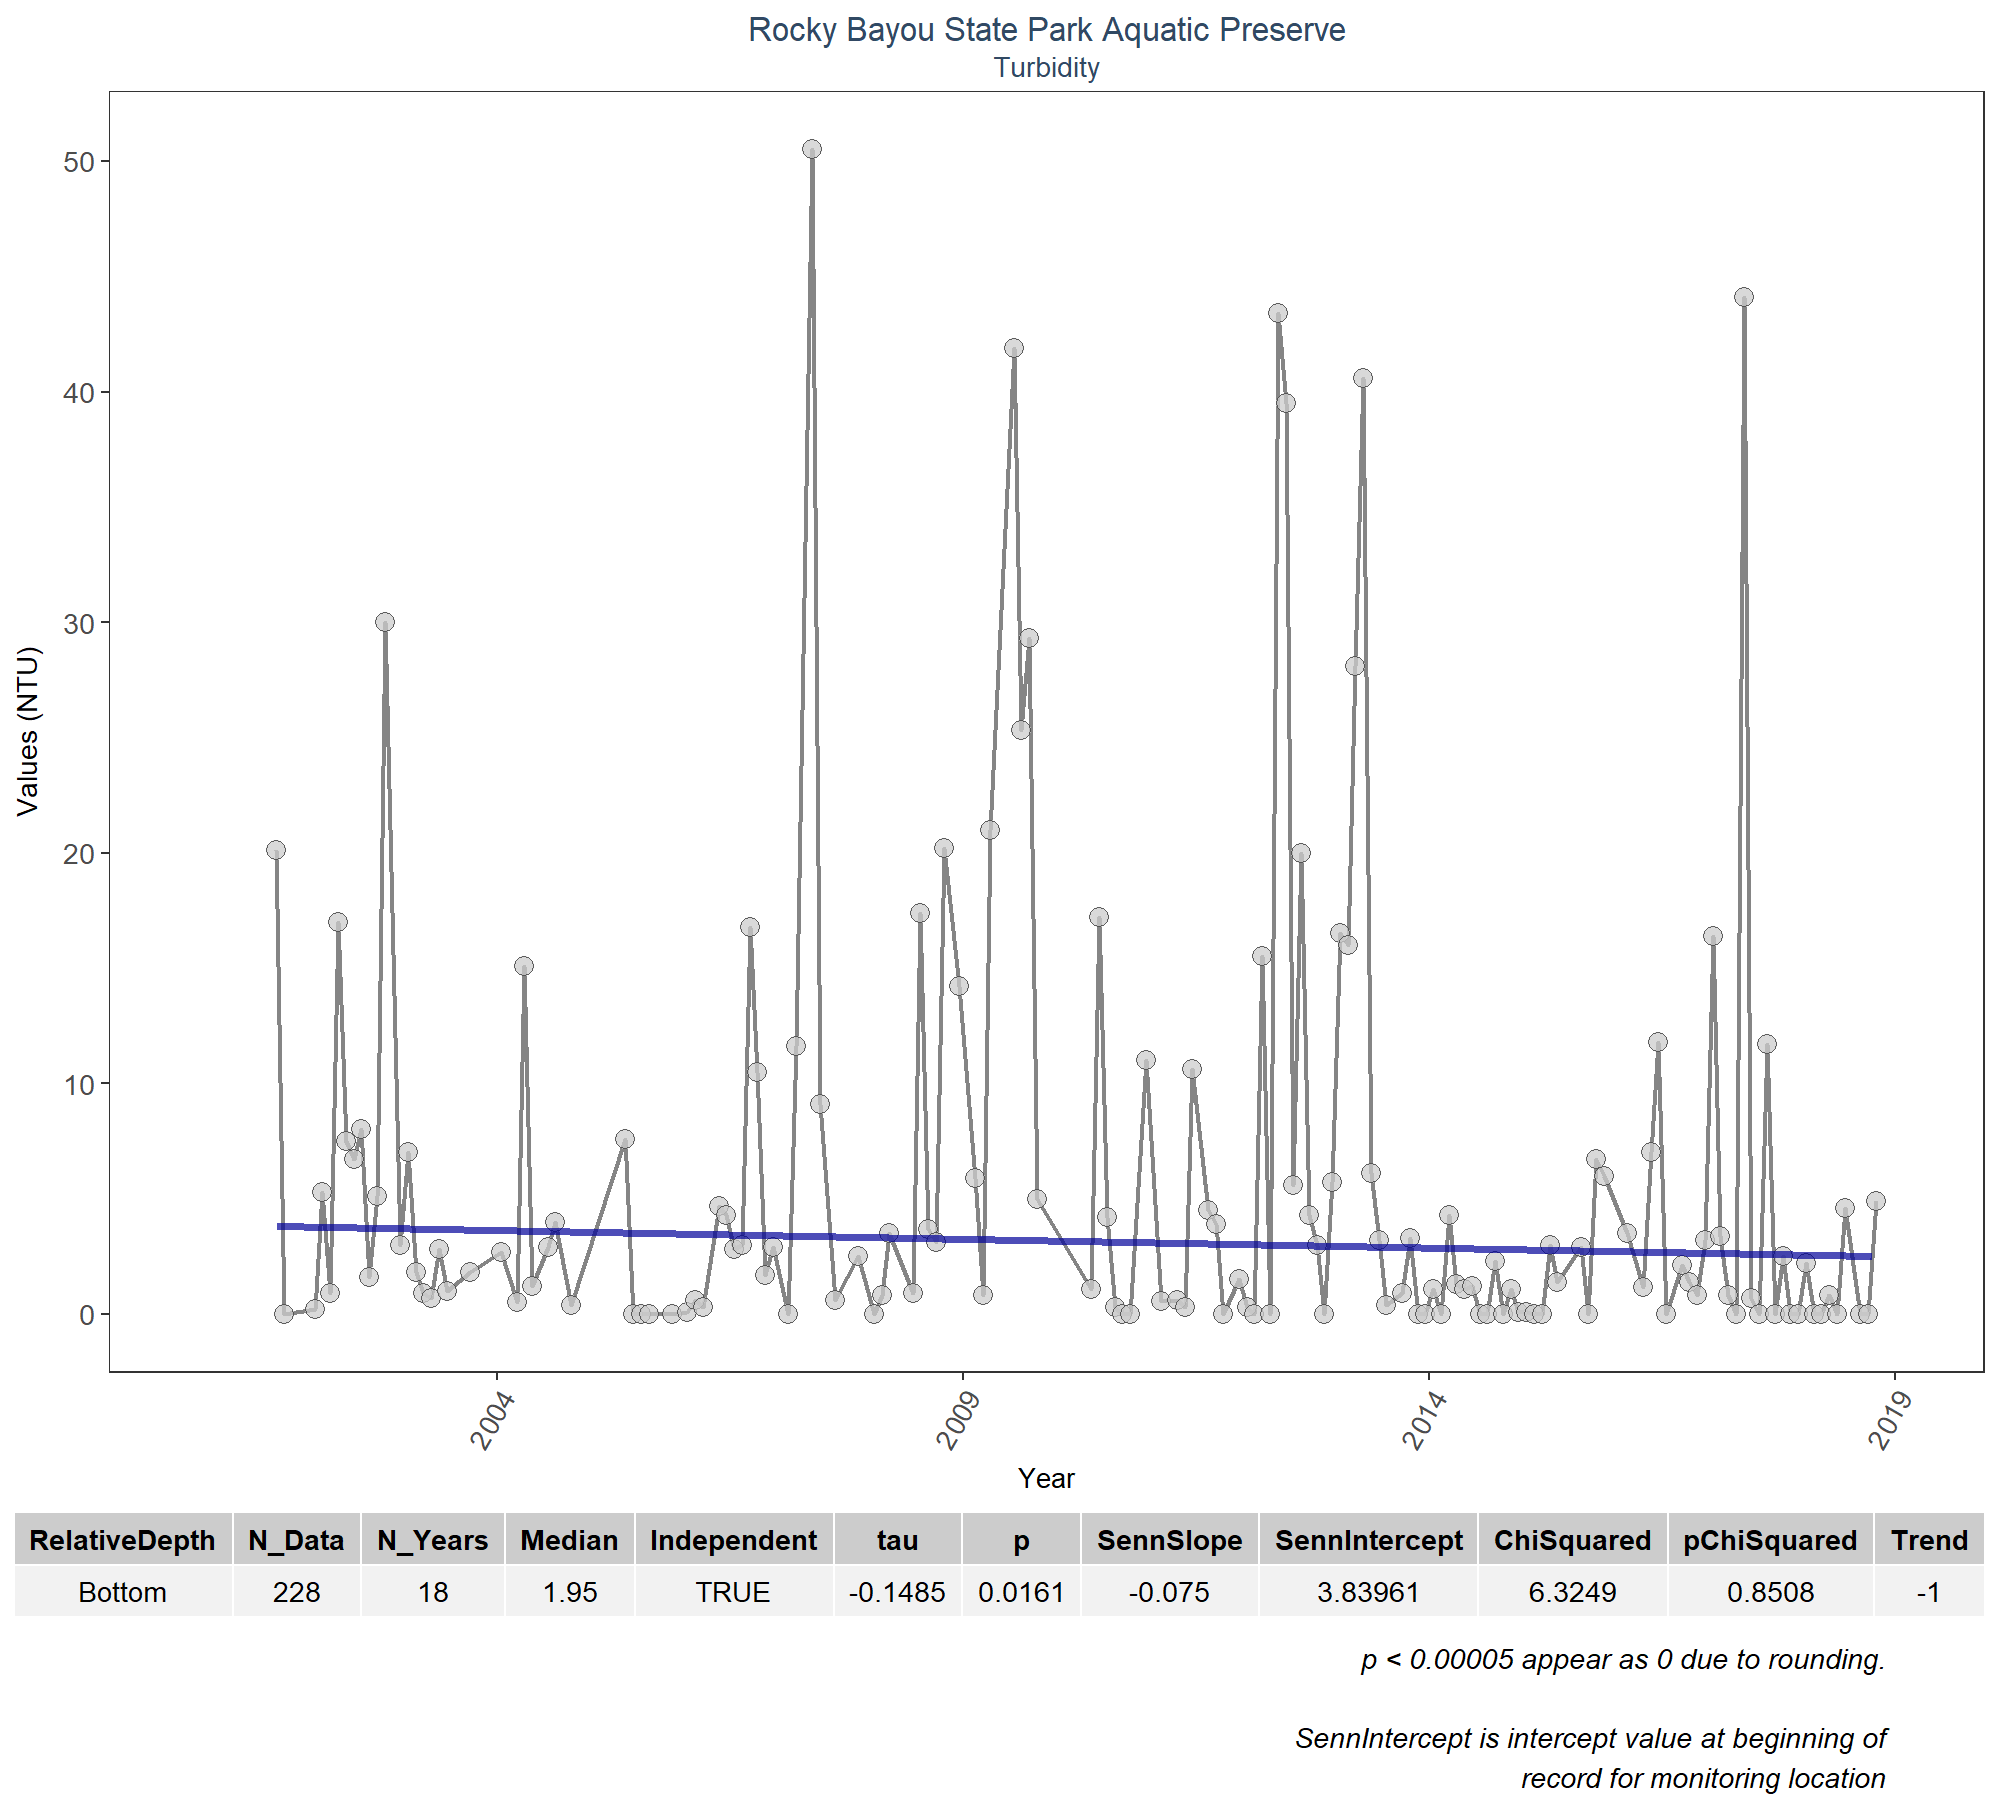 Rocky Bayou State Park Aquatic Preserve
Turbidity
50
40
30
20
10
0
Values (NTU)
2004 2009 2014 2019
Year
RelativeDepth N_Data N_Years Median Independent tau p SennSlope SennIntercept ChiSquared pChiSquared Trend
Bottom 228 18 1.95 TRUE -0.1485 0.0161 -0.075 3.83961 6.3249 0.8508 -1
p < 0.00005 appear as 0 due to rounding.
SennIntercept is intercept value at beginning of
record for monitoring location